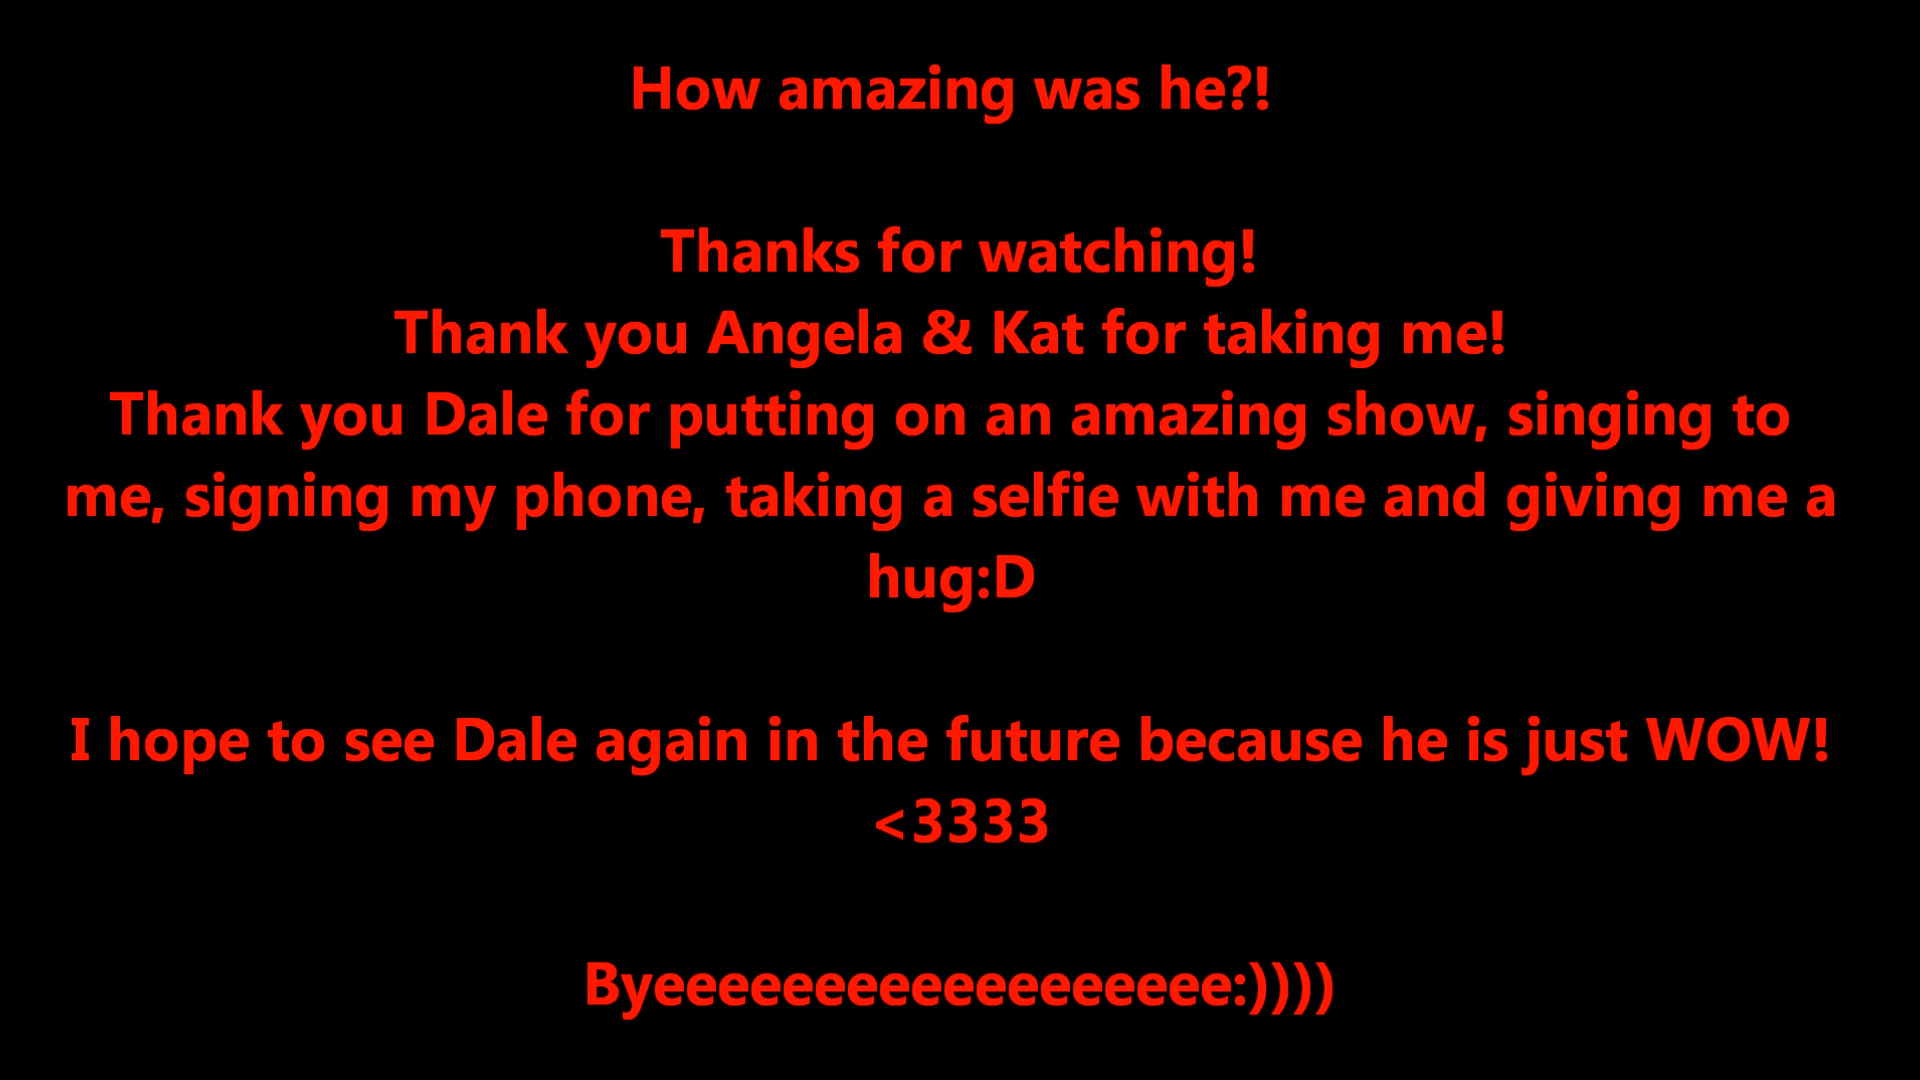 How amazing was he?!
Thanks for watching!
Thank you Angela & Kat for taking me!
Thank you Dale for putting on an amazing show, singing to
me, signing my phone, taking a selfie with me and giving me a
hug:D
I hope to see Dale again in the future because he is just WOW!
<3333
Byeeeeeeeeeeeeeeeeee:))))